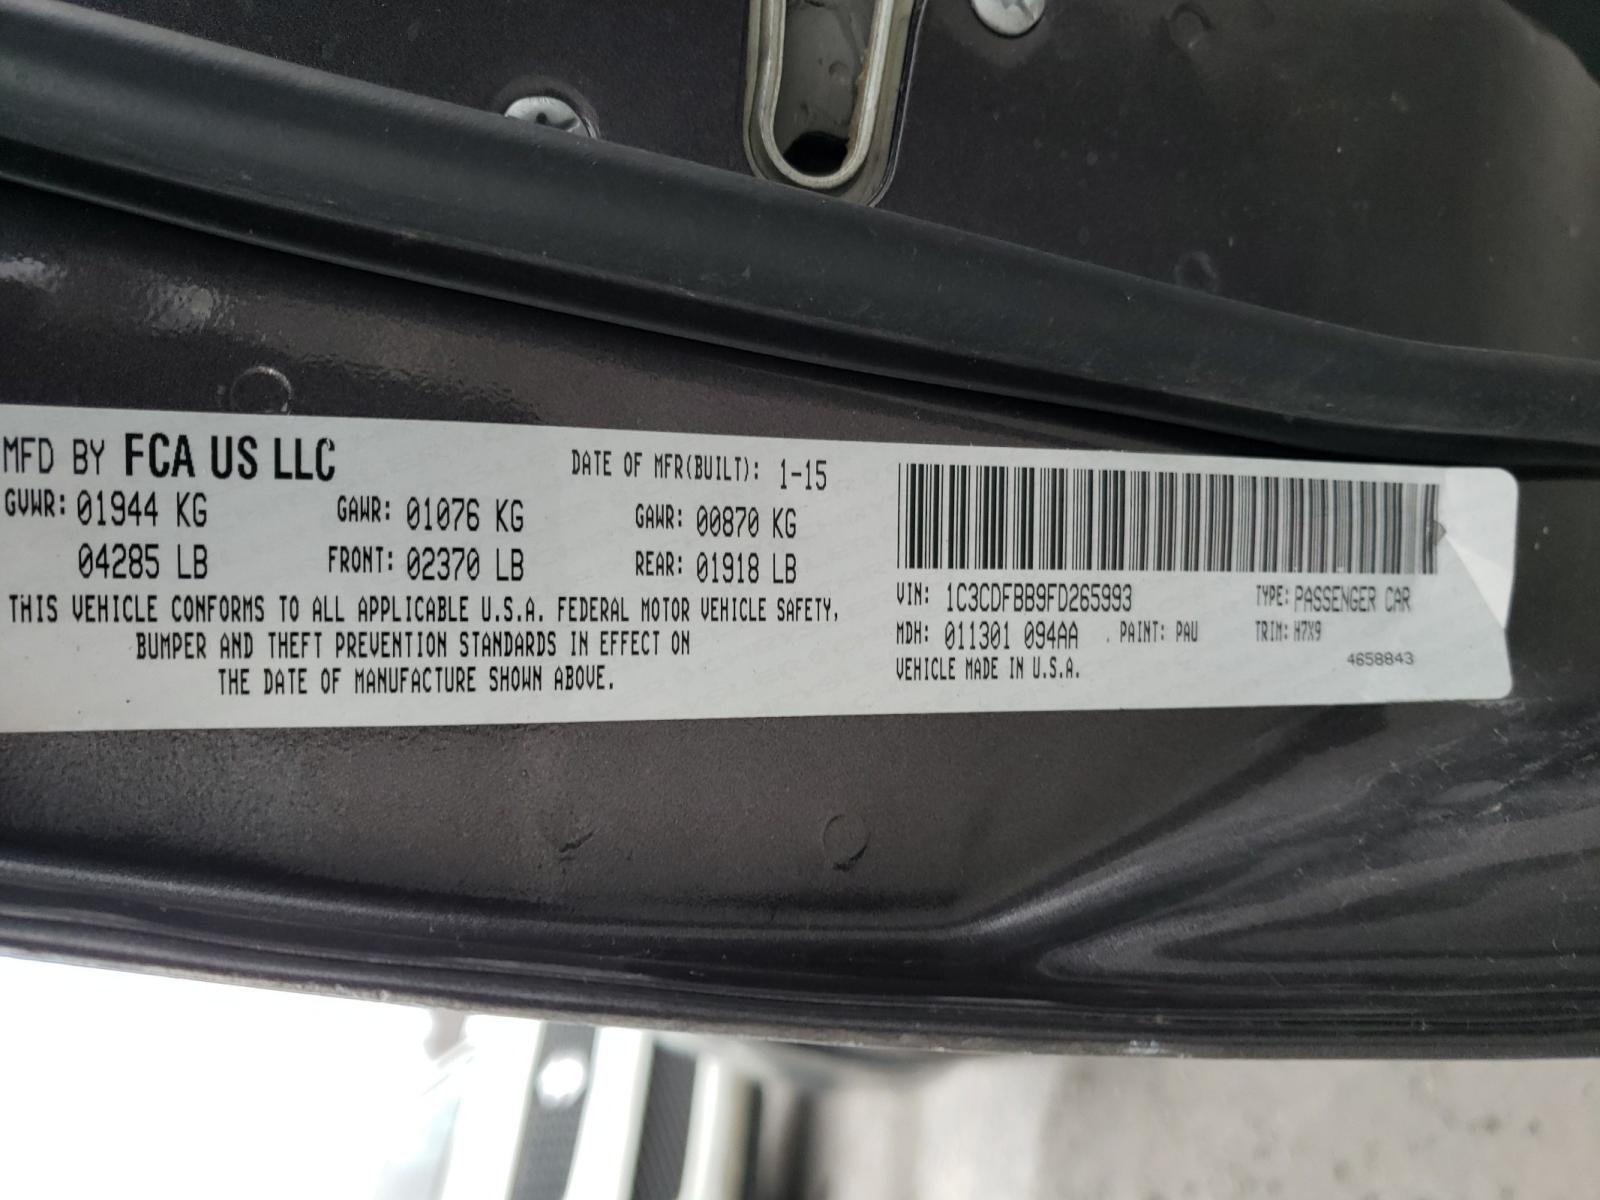 MFD BY FCA US LLC DATE OF MFR(BUILT): 1-15
GVWR: 01944 KG GAWR: 01076 KG GAWR: 00870 KG
04285 LB FRONT: 02370 LB REAR: 01918 LB
THIS VEHICLE CONFORMS TO ALL APPLICABLE U.S.A. FEDERAL MOTOR VEHICLE SAFETY,
BUMPER AND THEFT PREVENTION STANDARDS IN EFFECT ON
THE DATE OF MANUFACTURE SHOWN ABOVE.
VIN: 1C3CDFBB9FD265993 TYPE: PASSENGER CAR
MDH: 011301 094AA . PAINT: PAU TRIM: H7X9
VEHICLE MADE IN U.S.A. 4658843